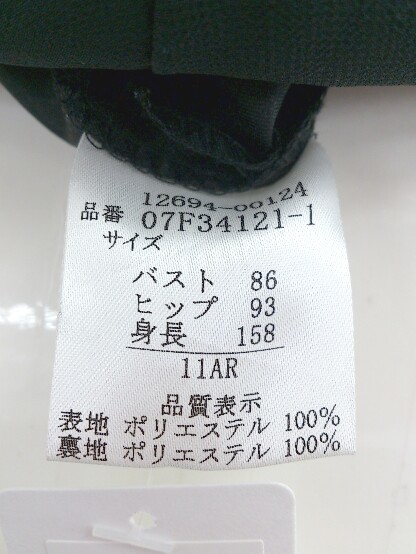 12694-00124
品番 07F34121-1
サイズ
バスト 86
ヒップ 93
身長 158
11AR
品質表示
表地 ポリエステル 100%
裏地 ポリエステル 100%